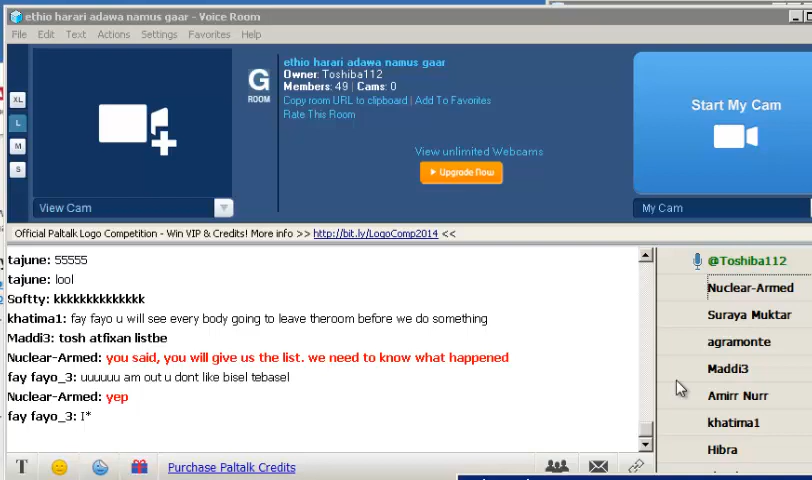 ethio harari adawa namus gaar - Voice Room
File Edit Text Actions Settings Favorites Help
XL
L
M
S
View Cam
G
ROOM
ethio harari adawa namus gaar
Owner: Toshiba112
Members: 49 | Cams: 0
Copy room URL to clipboard | Add To Favorites
Rate This Room
View unlimited Webcams
Upgrade Now
Start My Cam
My Cam
Official Paltalk Logo Competition - Win VIP & Credits! More info >> http://bit.ly/LogoComp2014 <<
tajune: 55555
tajune: lool
Softty: kkkkkkkkkkkkkk
khatima1: fay fayo u will see every body going to leave theroom before we do something
Maddi3: tosh atfixan listbe
Nuclear-Armed: you said, you will give us the list. we need to know what happened
fay fayo_3: uuuuuu am out u dont like bisel tebasel
Nuclear-Armed: yep
fay fayo_3: I*
@Toshiba112
Nuclear-Armed
Suraya Muktar
agramonte
Maddi3
Amirr Nurr
khatima1
Hibra
T
Purchase Paltalk Credits